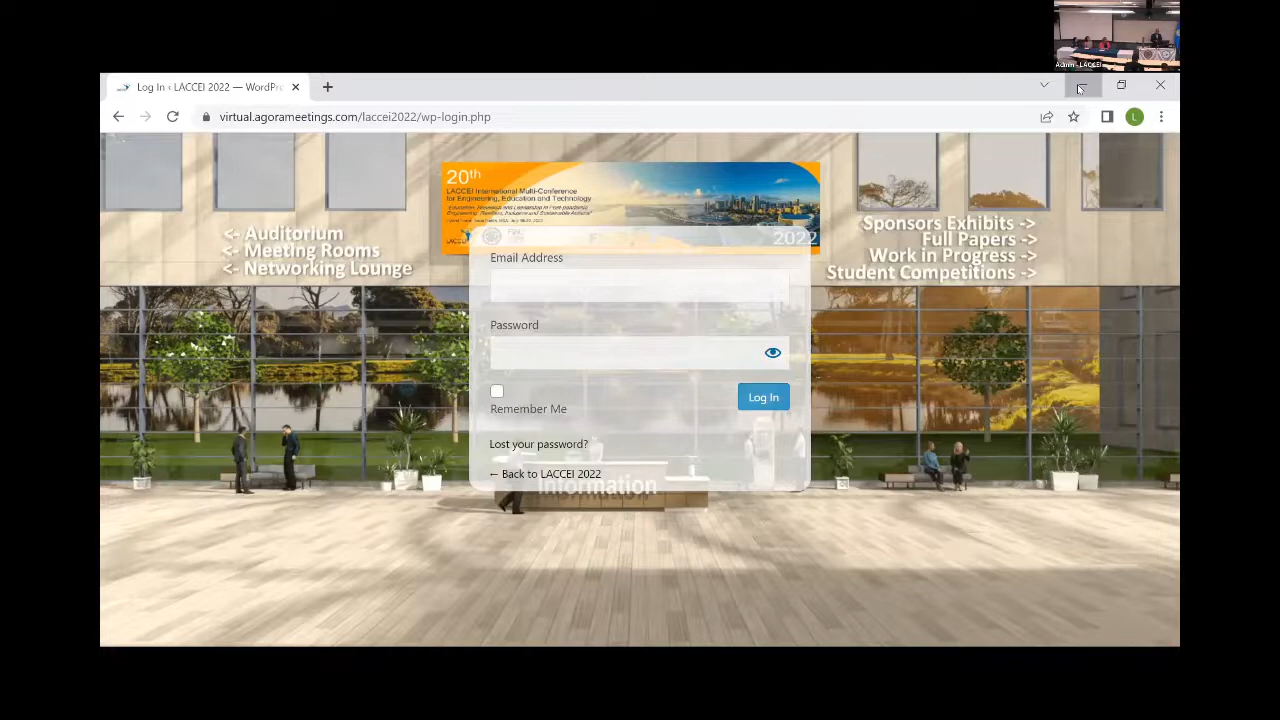 Admin - LACCEI
Log In ‹ LACCEI 2022 — WordPr
virtual.agorameetings.com/laccei2022/wp-login.php
L
20th
LACCEI International Multi-Conference
for Engineering, Education and Technology
2022
<- Auditorium
<- Meeting Rooms
<- Networking Lounge
Sponsors Exhibits ->
Full Papers ->
Work in Progress ->
Student Competitions ->
Email Address
Password
Remember Me
Log In
Lost your password?
← Back to LACCEI 2022
Information